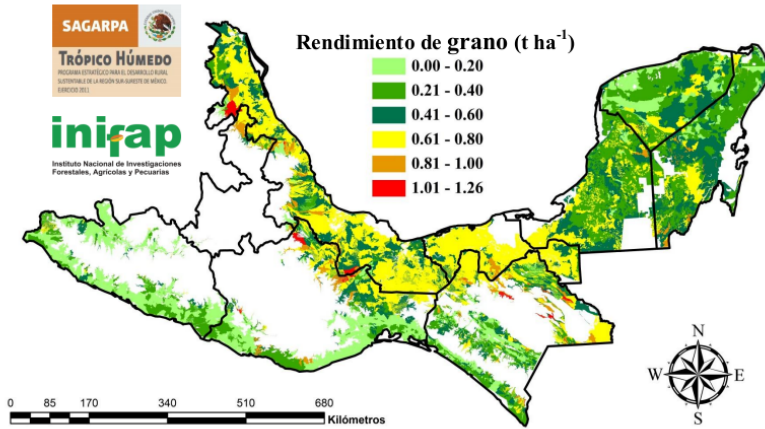 SAGARPA
TRÓPICO HÚMEDO
PROGRAMA ESTRATÉGICO PARA EL DESARROLLO RURAL
SUSTENTABLE DE LA REGIÓN SUR-SURESTE DE MÉXICO.
EJERCICIO 2011
inifap
Instituto Nacional de Investigaciones
Forestales, Agrícolas y Pecuarias
Rendimiento de grano (t ha-1)
0.00 - 0.20
0.21 - 0.40
0.41 - 0.60
0.61 - 0.80
0.81 - 1.00
1.01 - 1.26
N
W E
S
0 85 170 340 510 680
Kilómetros